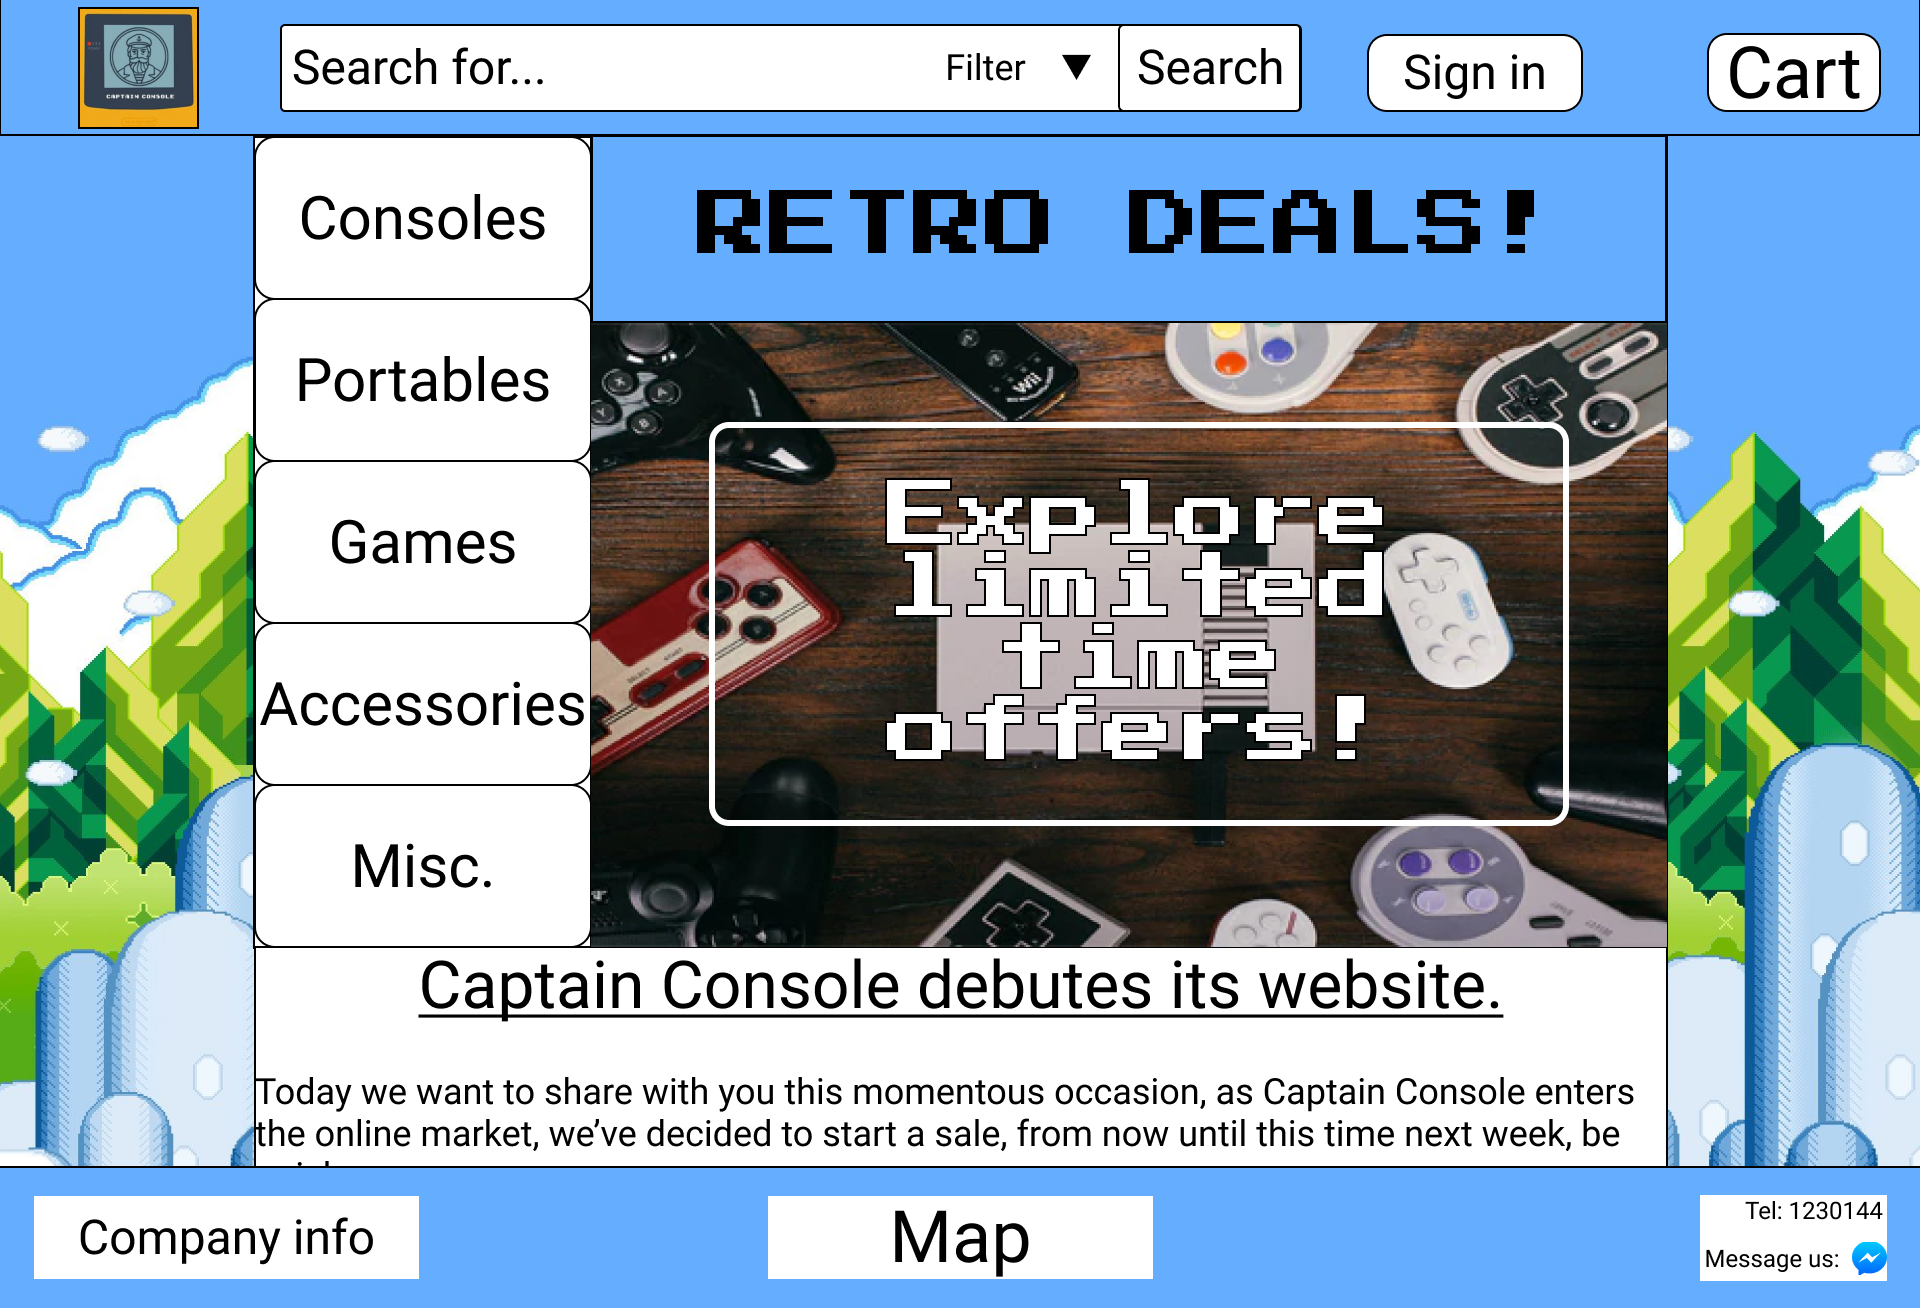 CAPTAIN CONSOLE
Search for...
Filter
Search
Sign in
Cart
Consoles
Portables
Games
Accessories
Misc.
RETRO DEALS!
Wii
Explore
limited
time
offers!
SELECT
START
Captain Console debutes its website.
Today we want to share with you this momentous occasion, as Captain Console enters
the online market, we’ve decided to start a sale, from now until this time next week, be
Company info
Map
Tel: 1230144
Message us: